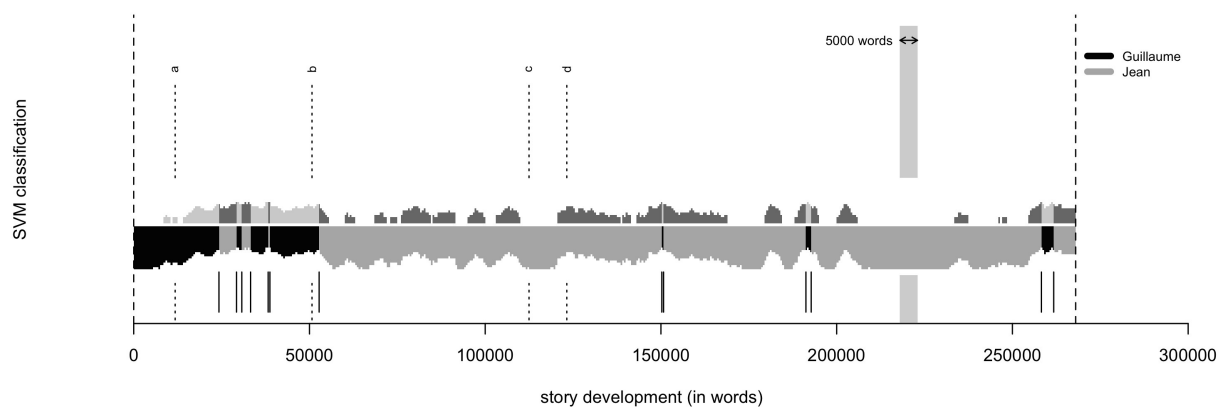 5000 words
Guillaume
Jean
a
b
c
d
SVM classification
0
50000
100000
150000
200000
250000
300000
story development (in words)